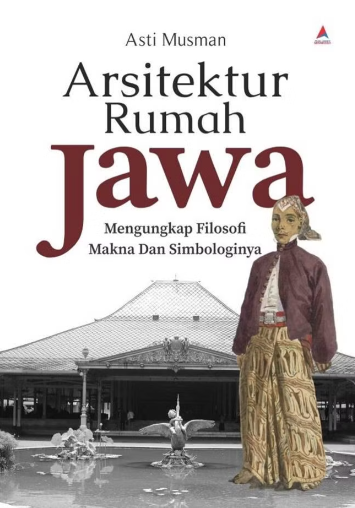 Asti Musman
Arsitektur
Rumah
Jawa
Mengungkap Filosofi
Makna Dan Simbologinya